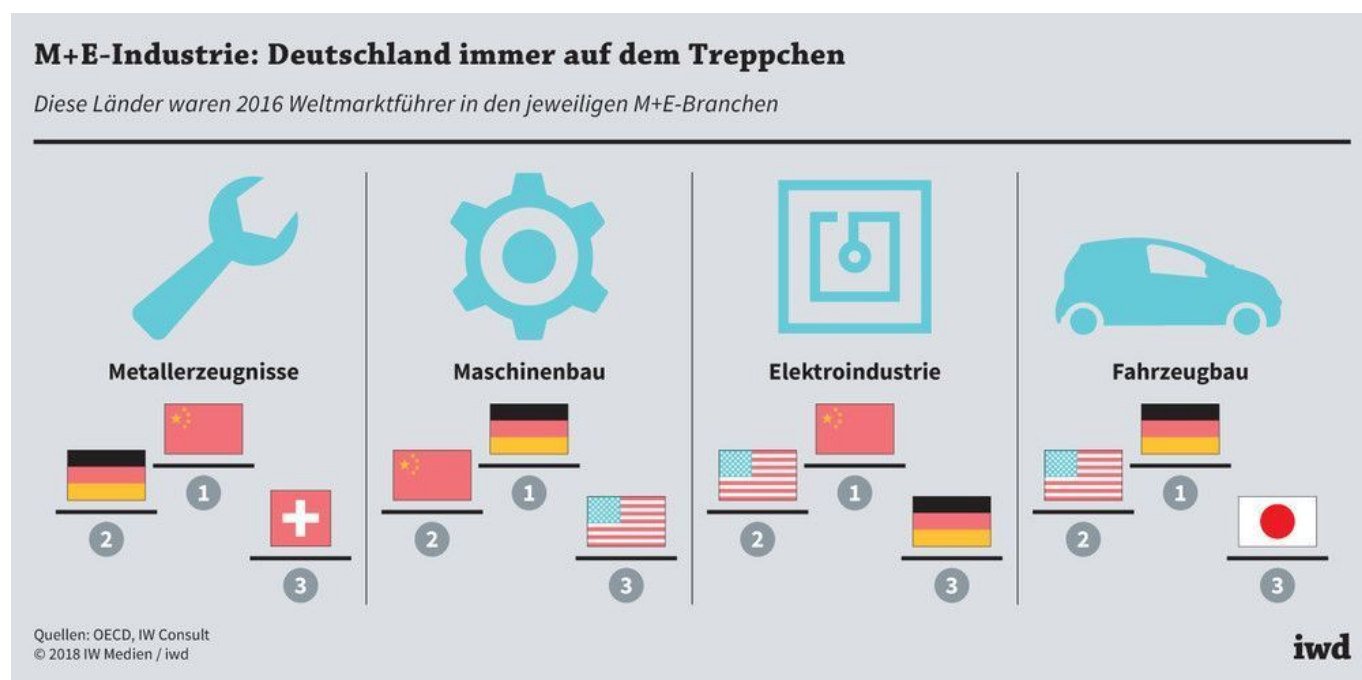 M+E-Industrie: Deutschland immer auf dem Treppchen
Diese Länder waren 2016 Weltmarktführer in den jeweiligen M+E-Branchen
Metallerzeugnisse
1
2
3
Maschinenbau
1
2
3
Elektroindustrie
1
2
3
Fahrzeugbau
1
2
3
Quellen: OECD, IW Consult
© 2018 IW Medien / iwd
iwd